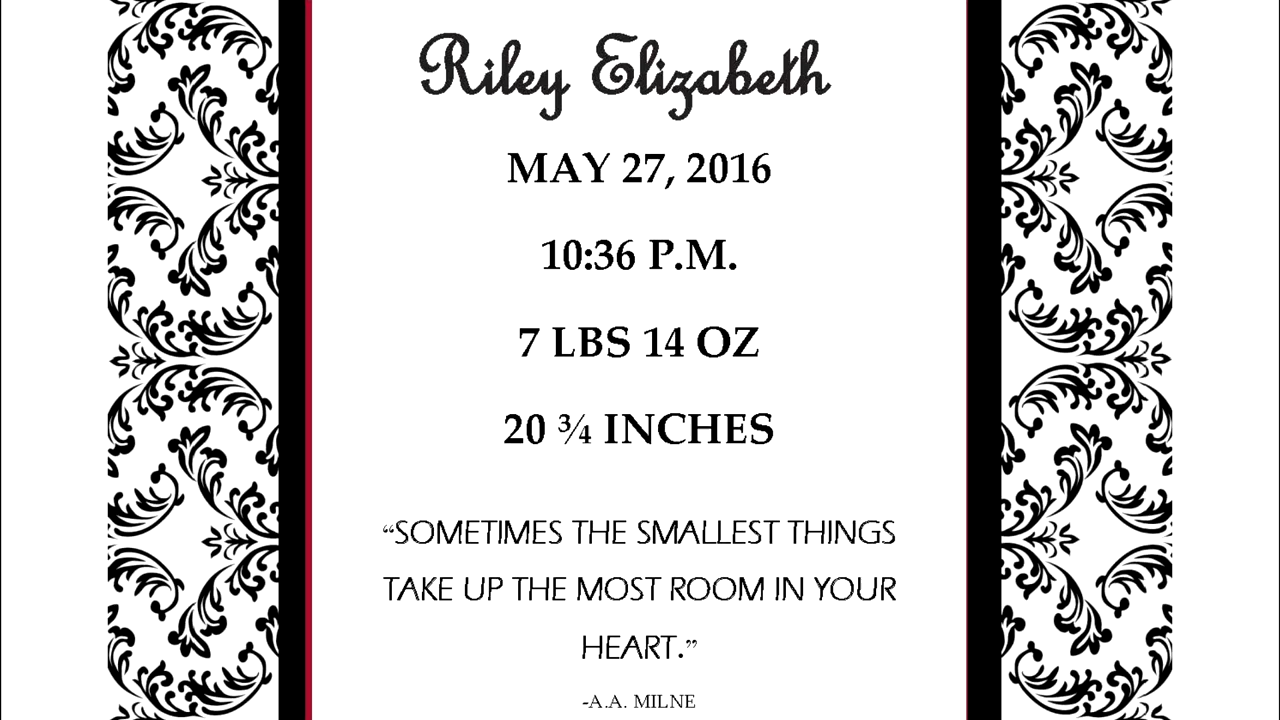 Riley Elizabeth
MAY 27, 2016
10:36 P.M.
7 LBS 14 OZ
20 ¾ INCHES
“SOMETIMES THE SMALLEST THINGS
TAKE UP THE MOST ROOM IN YOUR
HEART.”
-A.A. MILNE